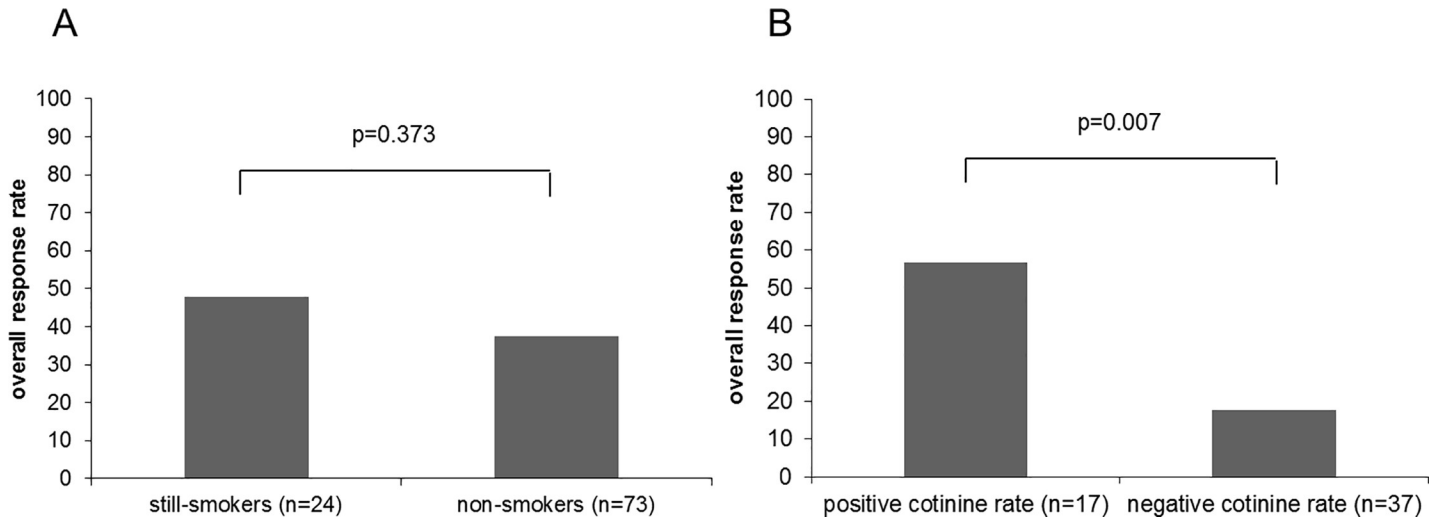 A
overall response rate
100
90
80
70
60
50
40
30
20
10
0
p=0.373
still-smokers (n=24)
non-smokers (n=73)
B
overall response rate
100
90
80
70
60
50
40
30
20
10
0
p=0.007
positive cotinine rate (n=17)
negative cotinine rate (n=37)